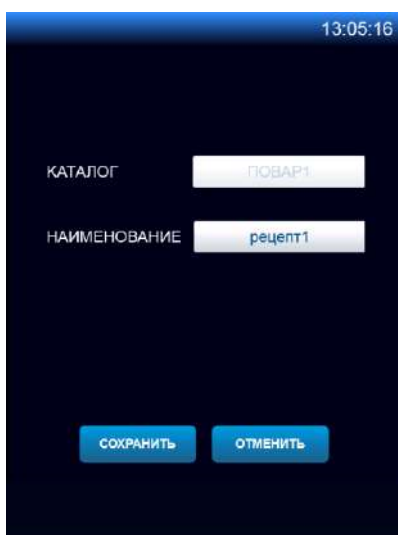 13:05:16
КАТАЛОГ ПОВАР1
НАИМЕНОВАНИЕ рецепт1
СОХРАНИТЬ ОТМЕНИТЬ